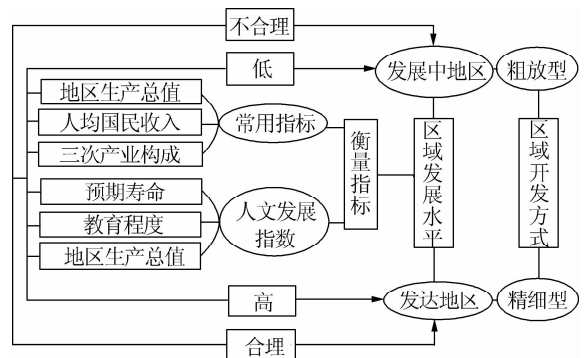 不合理
低
发展中地区
粗放型
地区生产总值
人均国民收入
三次产业构成
常用指标
预期寿命
教育程度
地区生产总值
人文发展
指数
衡量指标
区域发展水平
区域开发方式
高
发达地区
精细型
合理